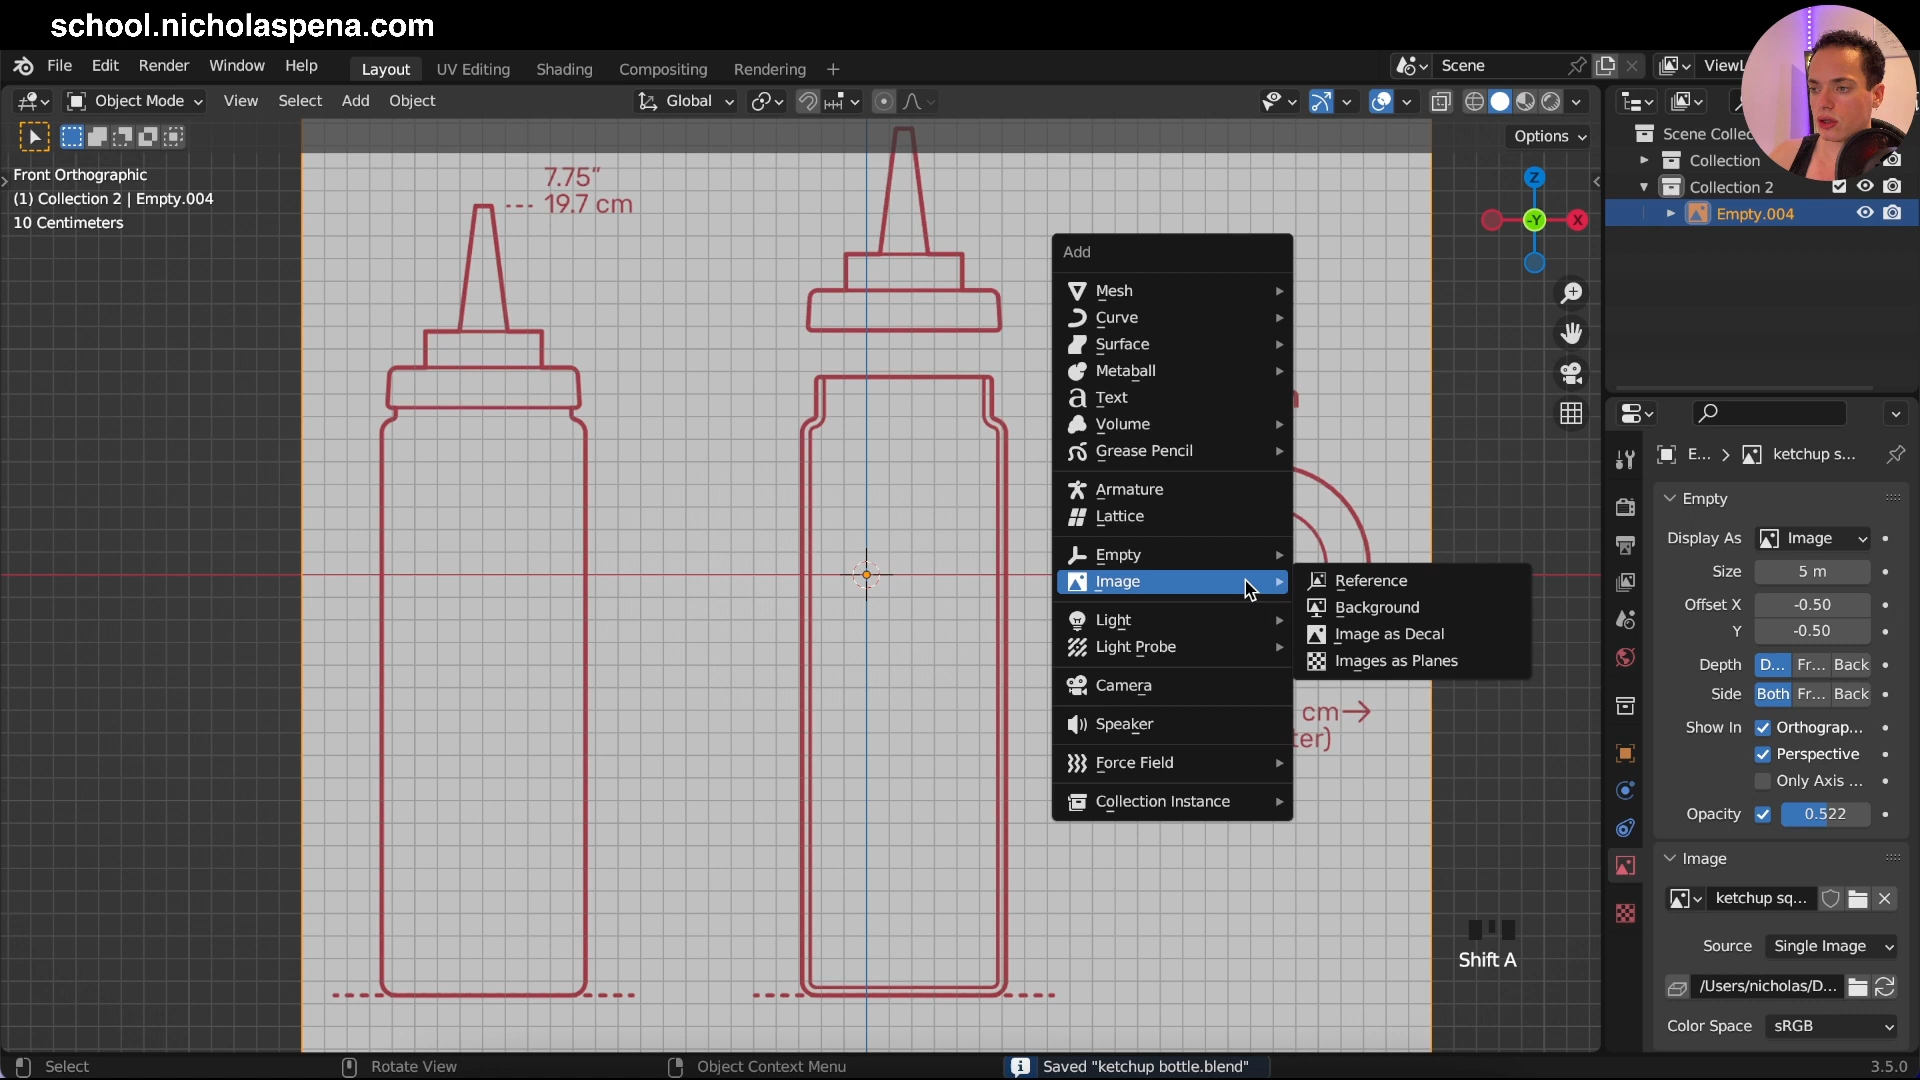 school.nicholaspena.com
File Edit Render Window Help
Layout UV Editing Shading Compositing Rendering +
Scene
ViewL
Object Mode View Select Add Object
Global
Options
Front Orthographic
(1) Collection 2 | Empty.004
10 Centimeters
7.75"
19.7 cm
Z
-Y
X
Scene Collec
Collection
Collection 2
Empty.004
Add
Mesh
Curve
Surface
Metaball
Text
Volume
Grease Pencil
Armature
Lattice
Empty
Image
Light
Light Probe
Camera
Speaker
Force Field
Collection Instance
Reference
Background
Image as Decal
Images as Planes
cm
ter)
Shift A
E... > ketchup s...
Empty
Display As Image
Size 5 m
Offset X -0.50
Y -0.50
Depth D... Fr... Back
Side Both Fr... Back
Show In Orthograp...
Perspective
Only Axis ...
Opacity 0.522
Image
ketchup sq...
Source Single Image
/Users/nicholas/D...
Color Space sRGB
Select
Rotate View
Object Context Menu
Saved "ketchup bottle.blend"
3.5.0